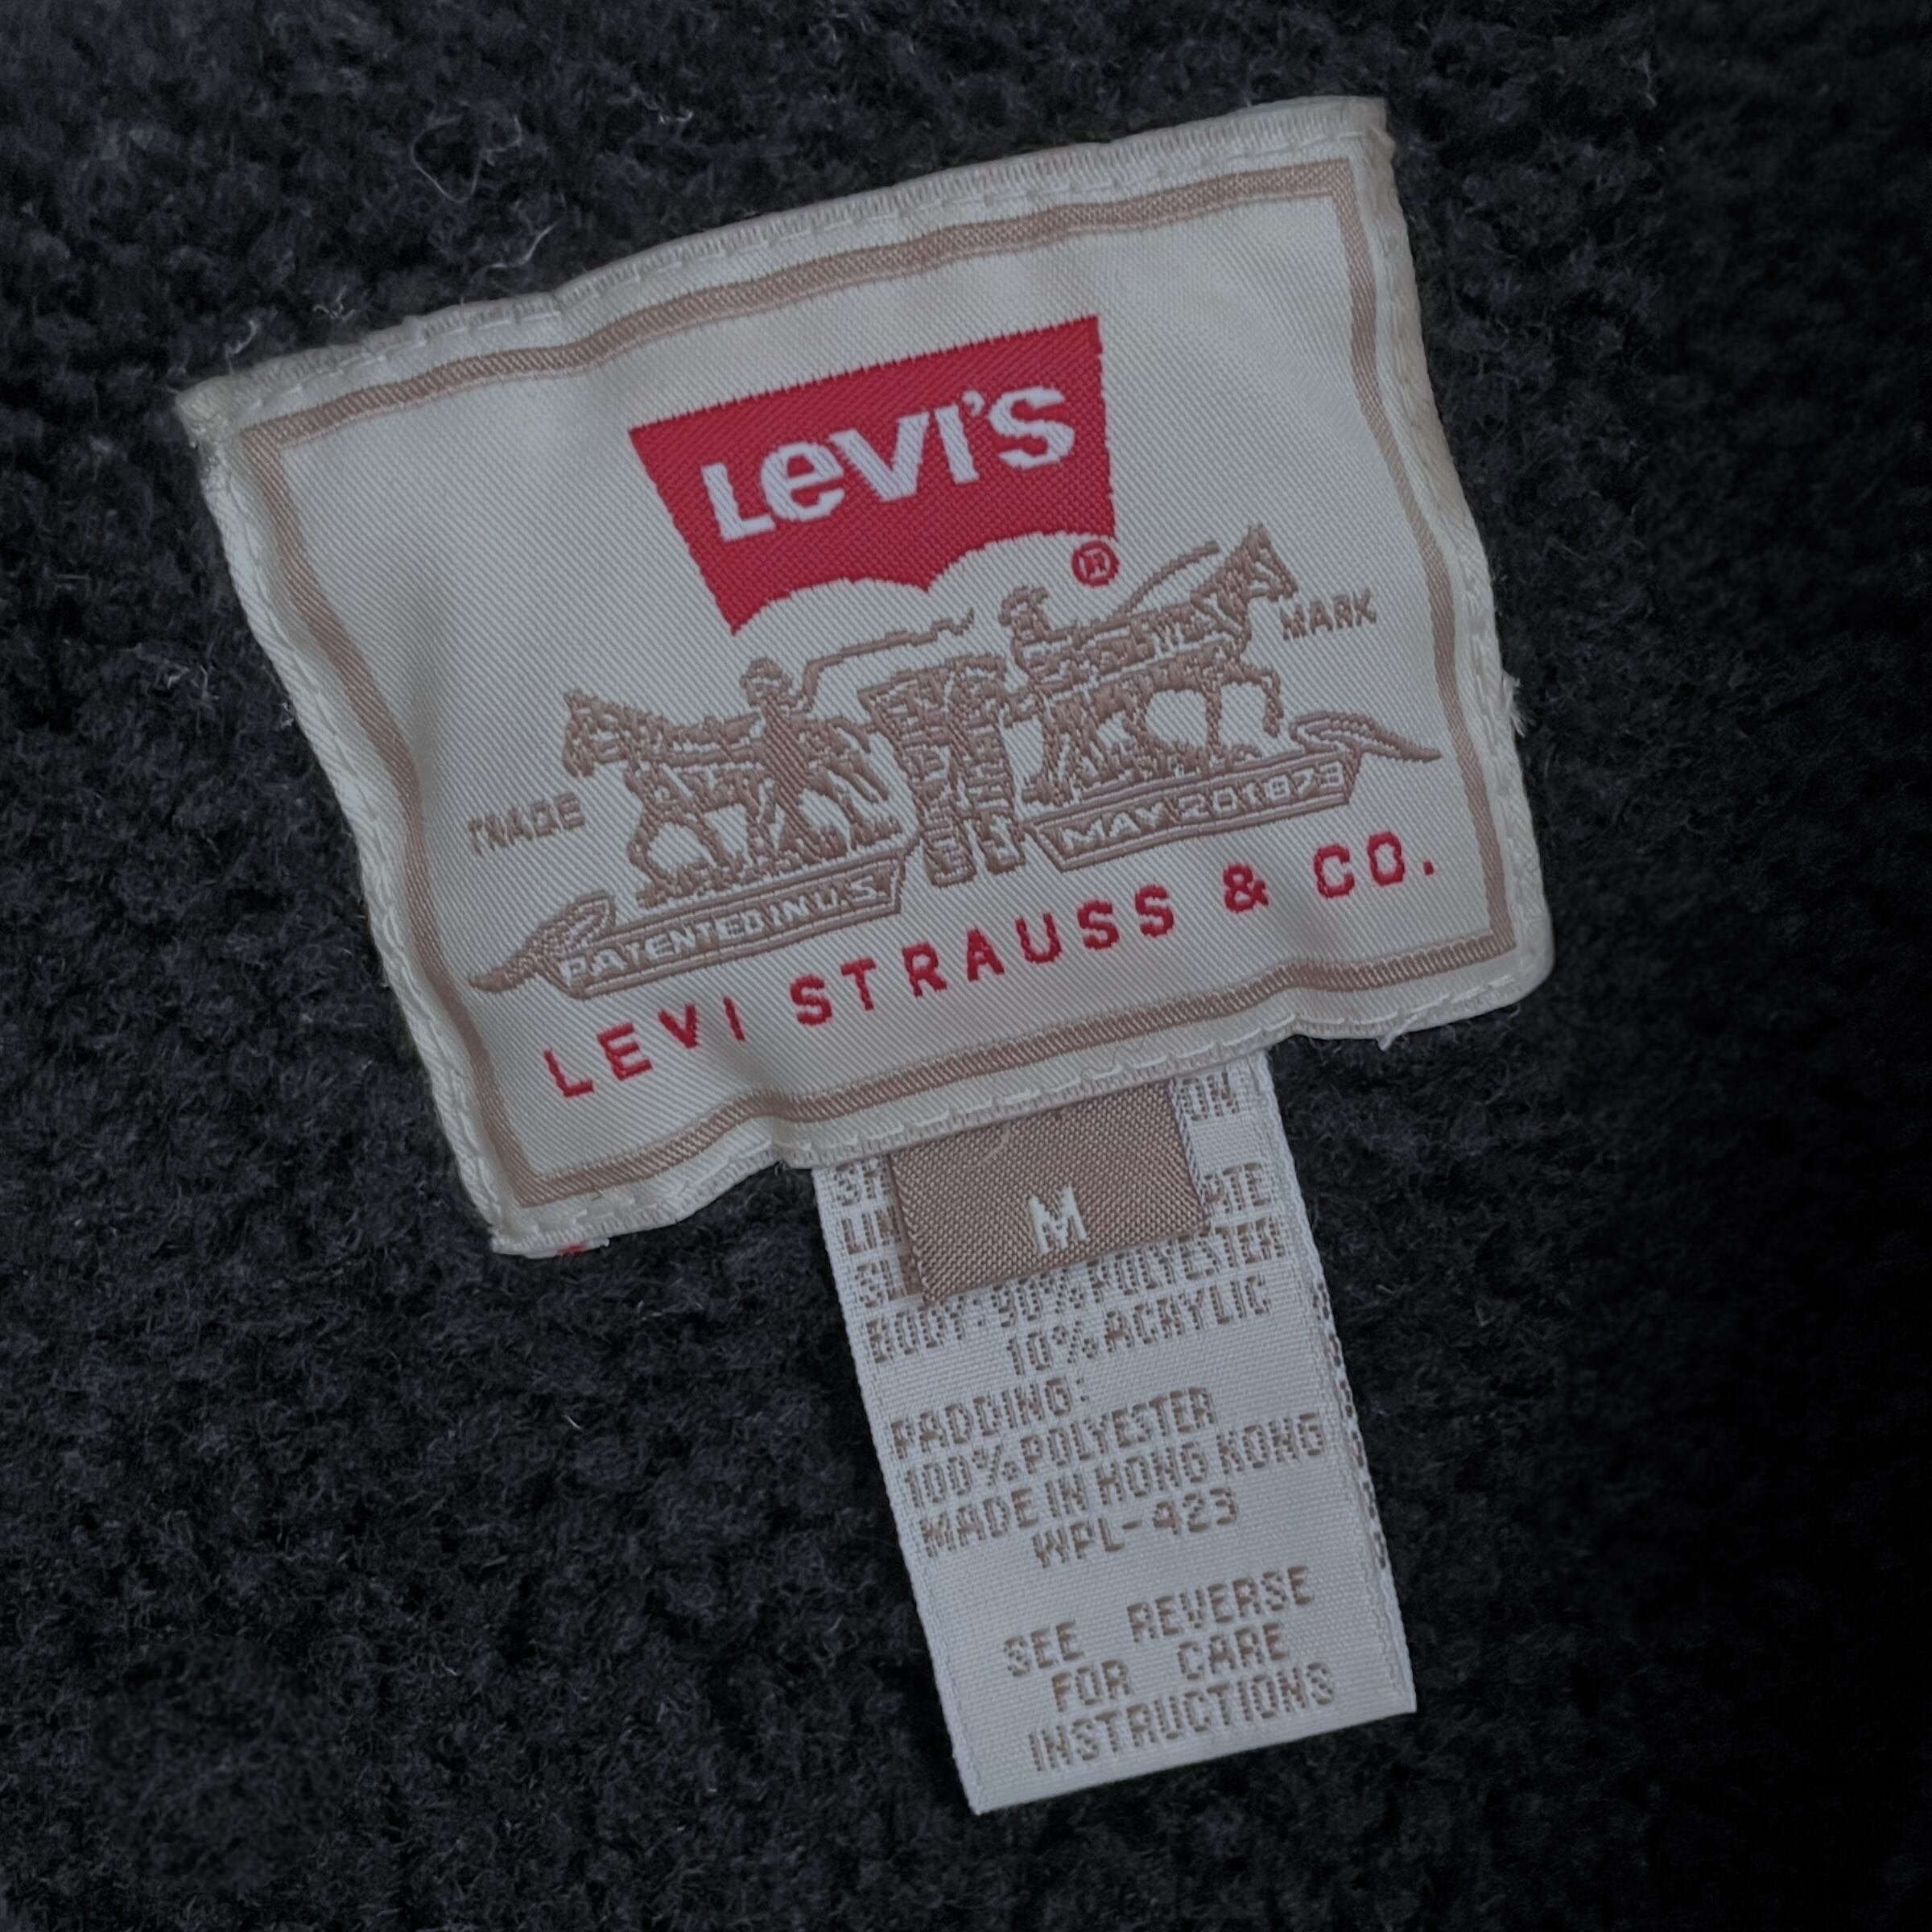 LEVI'S
®
TRADE MARK
PATENTED IN U.S MAY 20 1873
LEVI STRAUSS & CO.
M
BODY: 90% POLYESTER
10% ACRYLIC
PADDING:
100% POLYESTER
MADE IN HONG KONG
WPL-423
SEE REVERSE
FOR CARE
INSTRUCTIONS